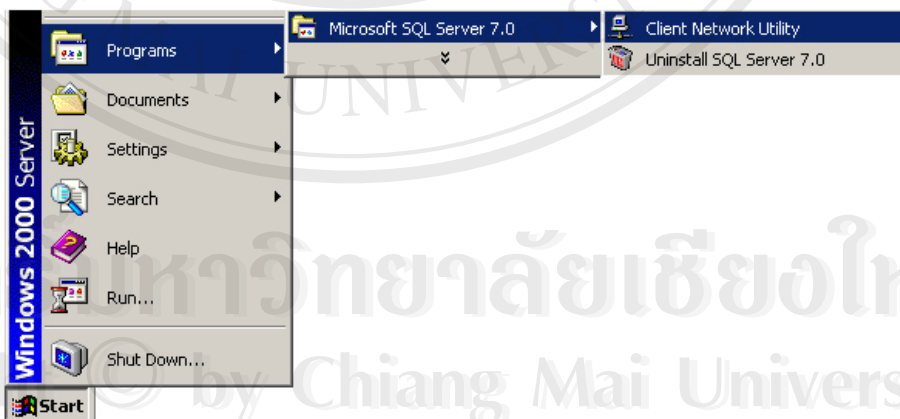 Programs
Documents
Settings
Search
Help
Run...
Shut Down...
Windows 2000 Server
Start
Microsoft SQL Server 7.0
Client Network Utility
Uninstall SQL Server 7.0
MAI UNIVERS
มหาวิทยาลัยเชียงให
© by Chiang Mai Univers